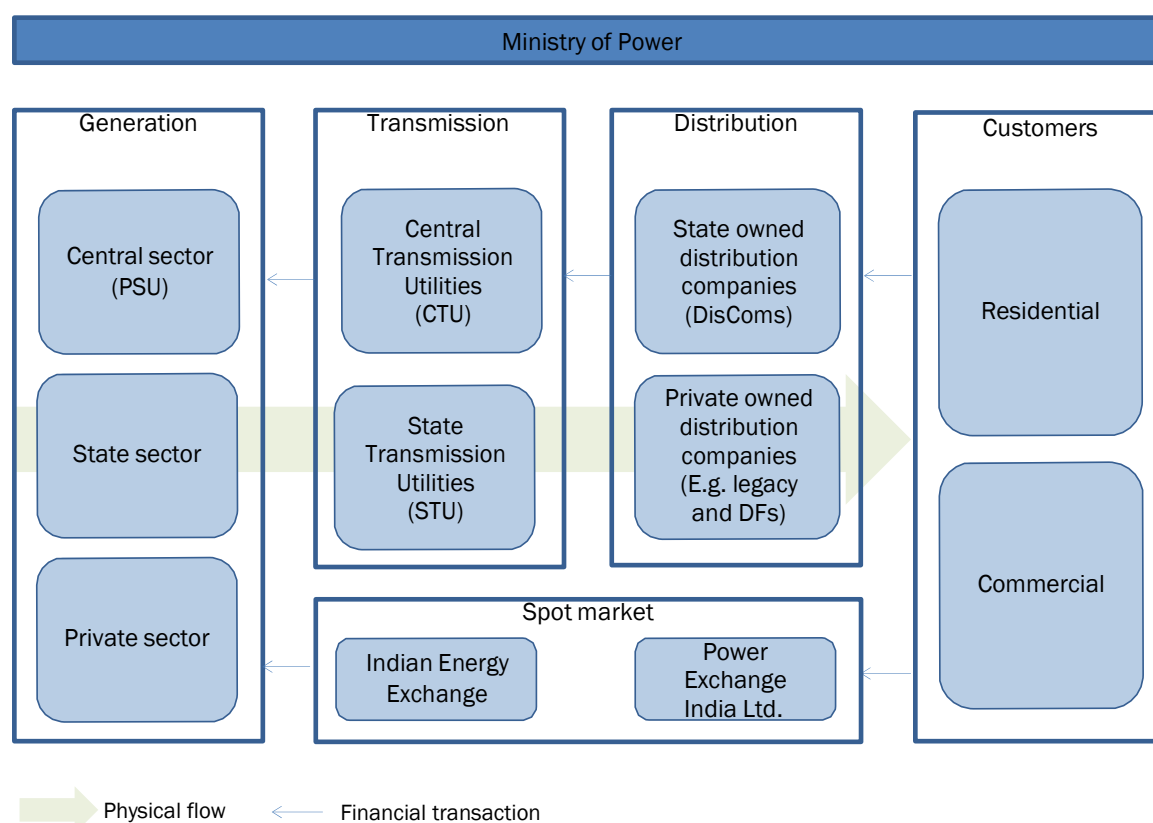 Ministry of Power
Generation
Central sector
(PSU)
State sector
Private sector
Transmission
Central
Transmission
Utilities
(CTU)
State
Transmission
Utilities
(STU)
Distribution
State owned
distribution
companies
(DisComs)
Private owned
distribution
companies
(E.g. legacy
and DFs)
Customers
Residential
Commercial
Spot market
Indian Energy
Exchange
Power
Exchange
India Ltd.
Physical flow
Financial transaction